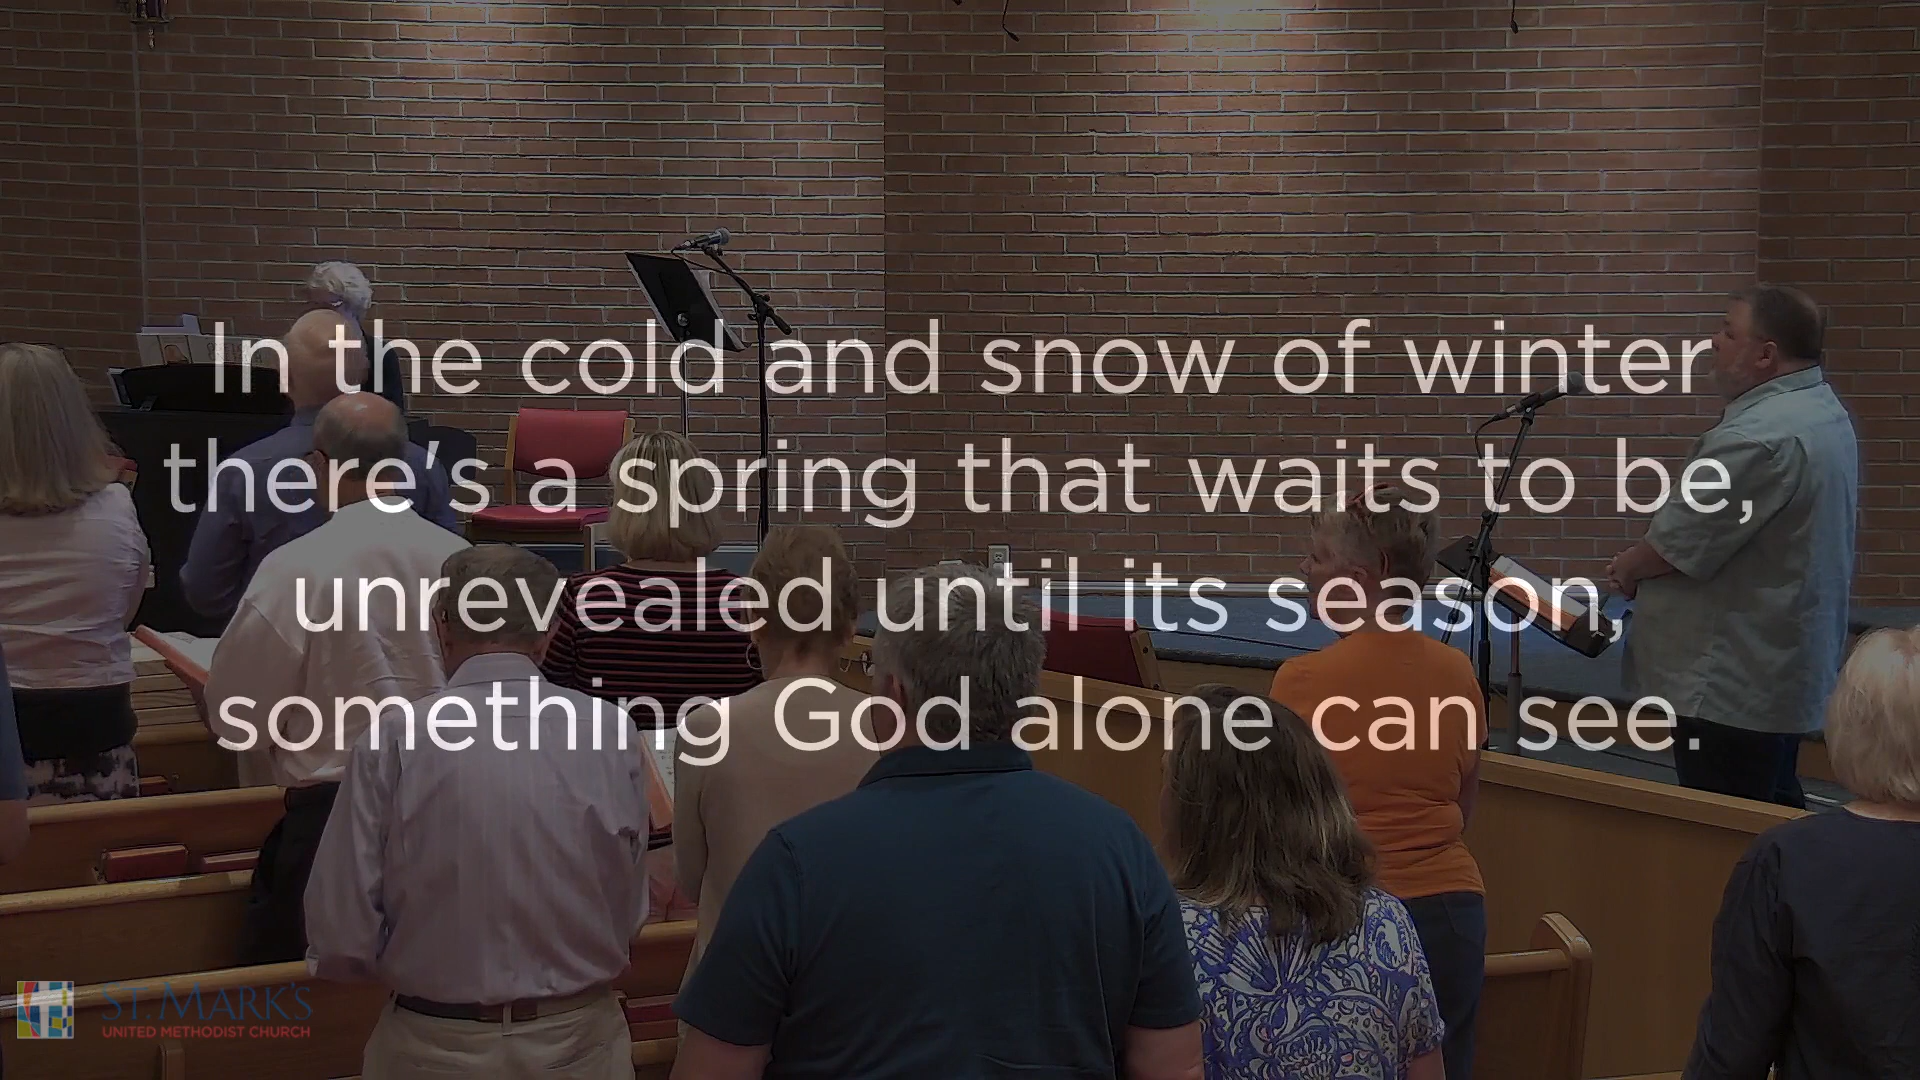 In the cold and snow of winter
there's a spring that waits to be,
unrevealed until its season,
something God alone can see.
ST. MARK'S
UNITED METHODIST CHURCH